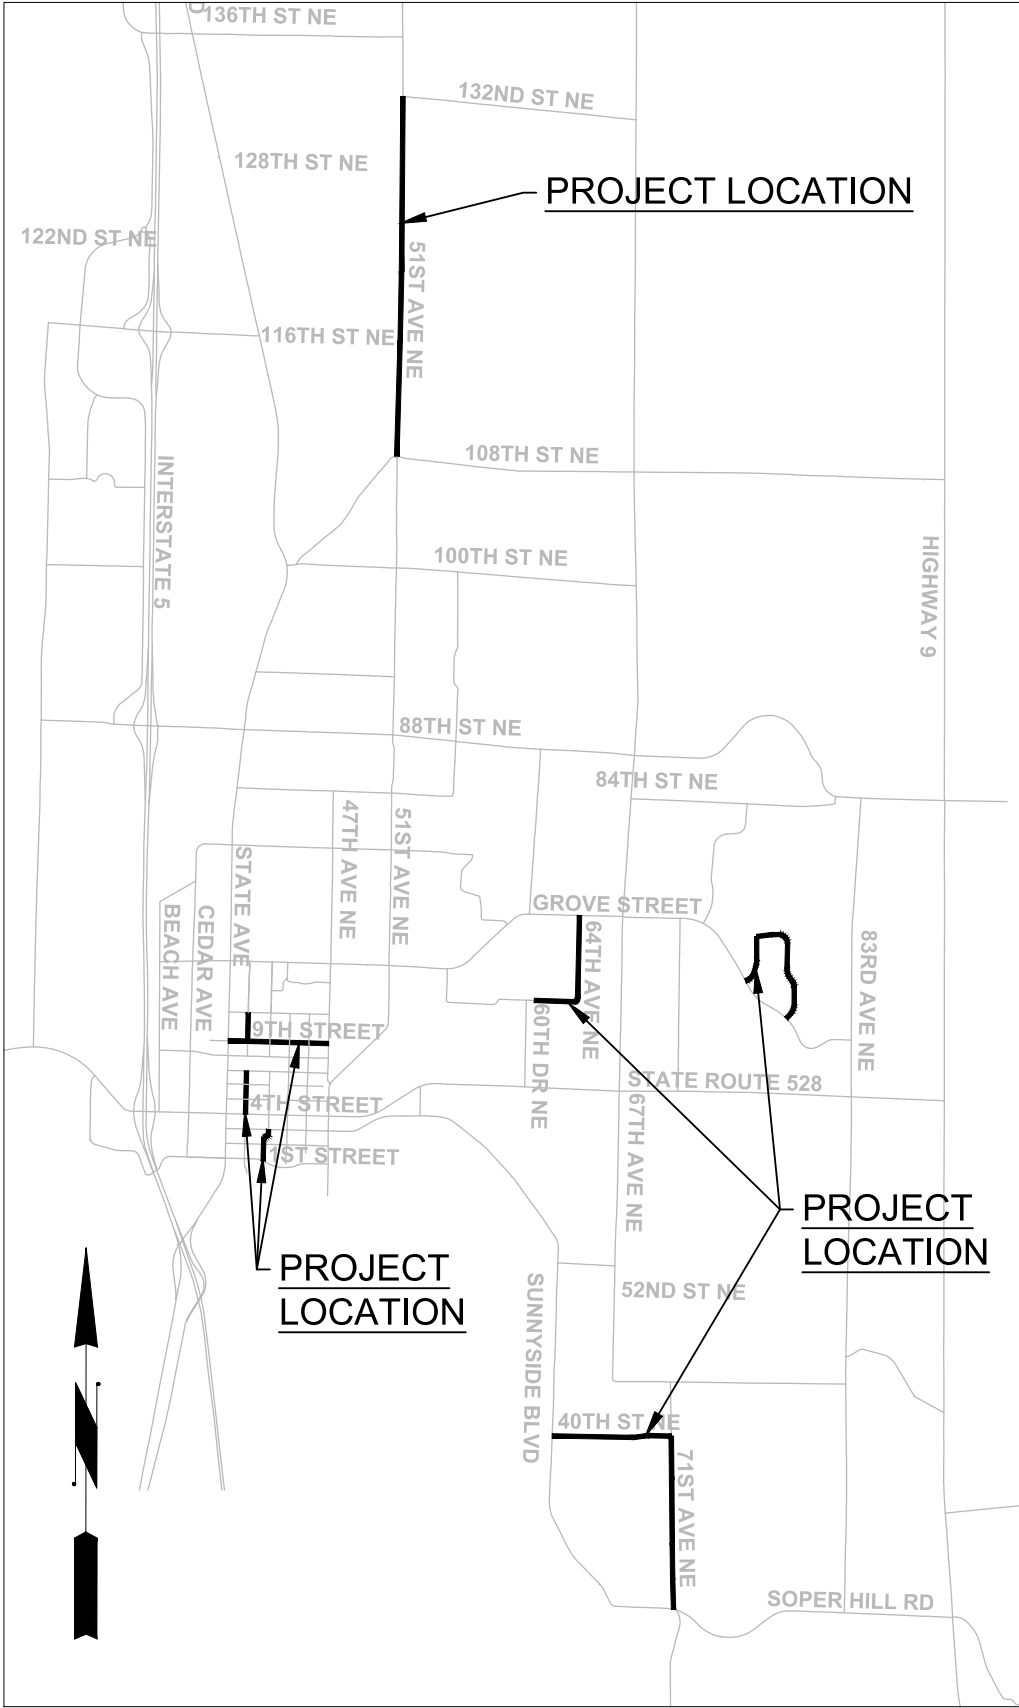 136TH ST NE
132ND ST NE
128TH ST NE
PROJECT LOCATION
122ND ST NE
51ST AVE NE
116TH ST NE
108TH ST NE
INTERSTATE 5
100TH ST NE
HIGHWAY 9
88TH ST NE
84TH ST NE
47TH AVE NE
51ST AVE NE
STATE AVE
GROVE STREET
BEACH AVE
CEDAR AVE
64TH AVE NE
83RD AVE NE
9TH STREET
60TH DR NE
STATE ROUTE 528
4TH STREET
67TH AVE NE
1ST STREET
PROJECT
LOCATION
PROJECT
LOCATION
SUNNYSIDE BLVD
52ND ST NE
40TH ST NE
71ST AVE NE
SOPER HILL RD